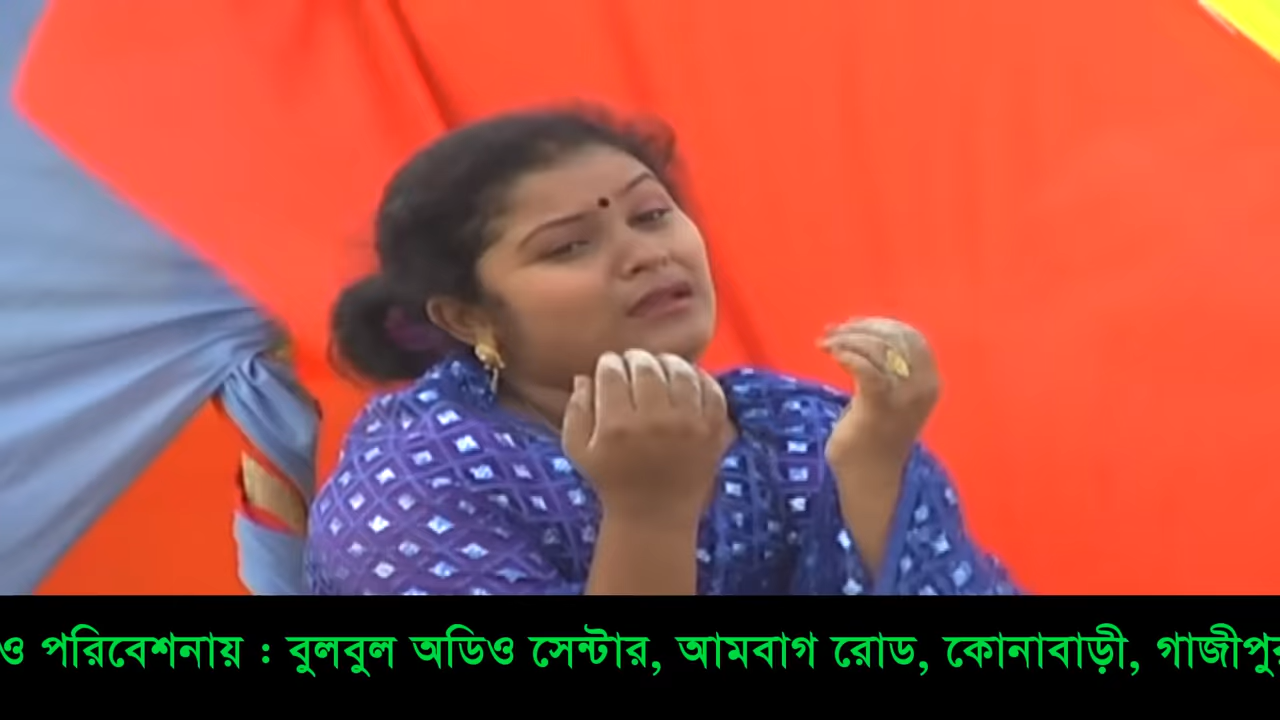 ও পরিবেশনায় : বুলবুল অডিও সেন্টার, আমবাগ রোড, কোনাবাড়ী, গাজীপুর